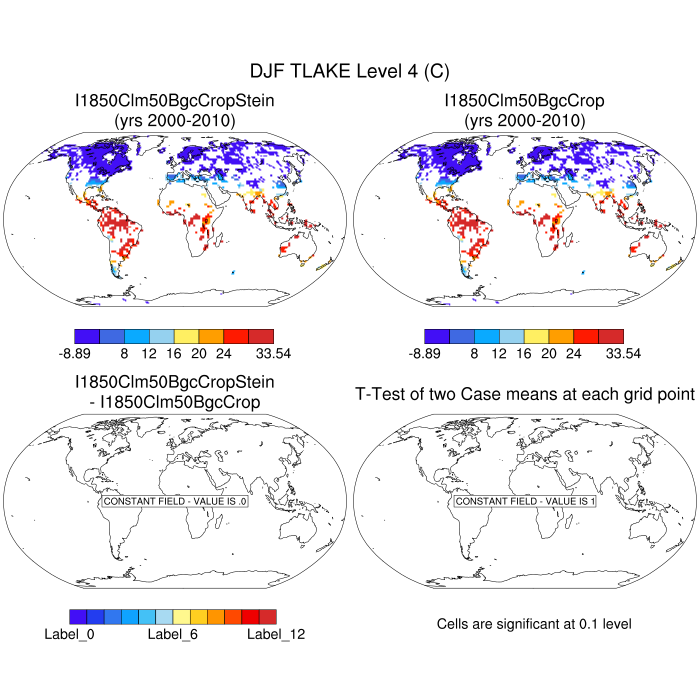 DJF TLAKE Level 4 (C)
I1850Clm50BgcCropStein
(yrs 2000-2010)
I1850Clm50BgcCrop
(yrs 2000-2010)
-8.89 8 12 16 20 24 33.54
-8.89 8 12 16 20 24 33.54
I1850Clm50BgcCropStein
- I1850Clm50BgcCrop
T-Test of two Case means at each grid point
CONSTANT FIELD - VALUE IS .0
CONSTANT FIELD - VALUE IS 1
Label_0 Label_6 Label_12
Cells are significant at 0.1 level